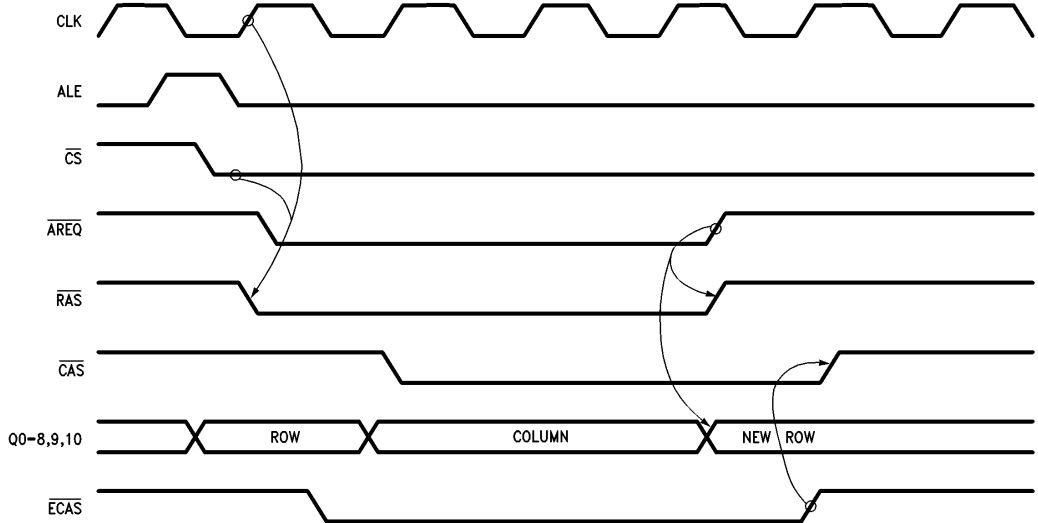 CLK
ALE
CS
AREQ
RAS
CAS
Q0-8,9,10 ROW COLUMN NEW ROW
ECAS